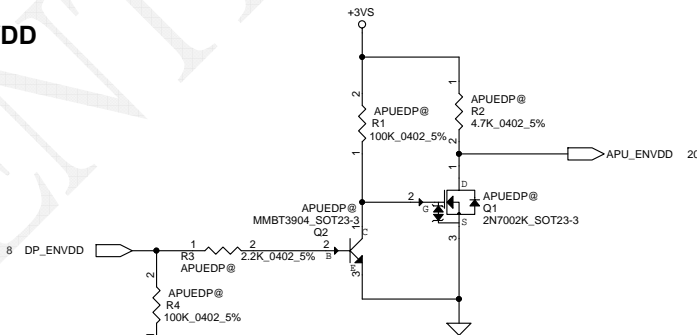 +3VS
DD
2
1
APUEDP@
R1
100K_0402_5%
1
2
APUEDP@
R2
4.7K_0402_5%
APU_ENVDD 20
APUEDP@
MMBT3904_SOT23-3
Q2
1
C
2
B
3
E
2
G
1
D
S
3
APUEDP@
Q1
2N7002K_SOT23-3
8 DP_ENVDD
1
2
R3
2.2K_0402_5%
APUEDP@
2
APUEDP@
R4
100K_0402_5%